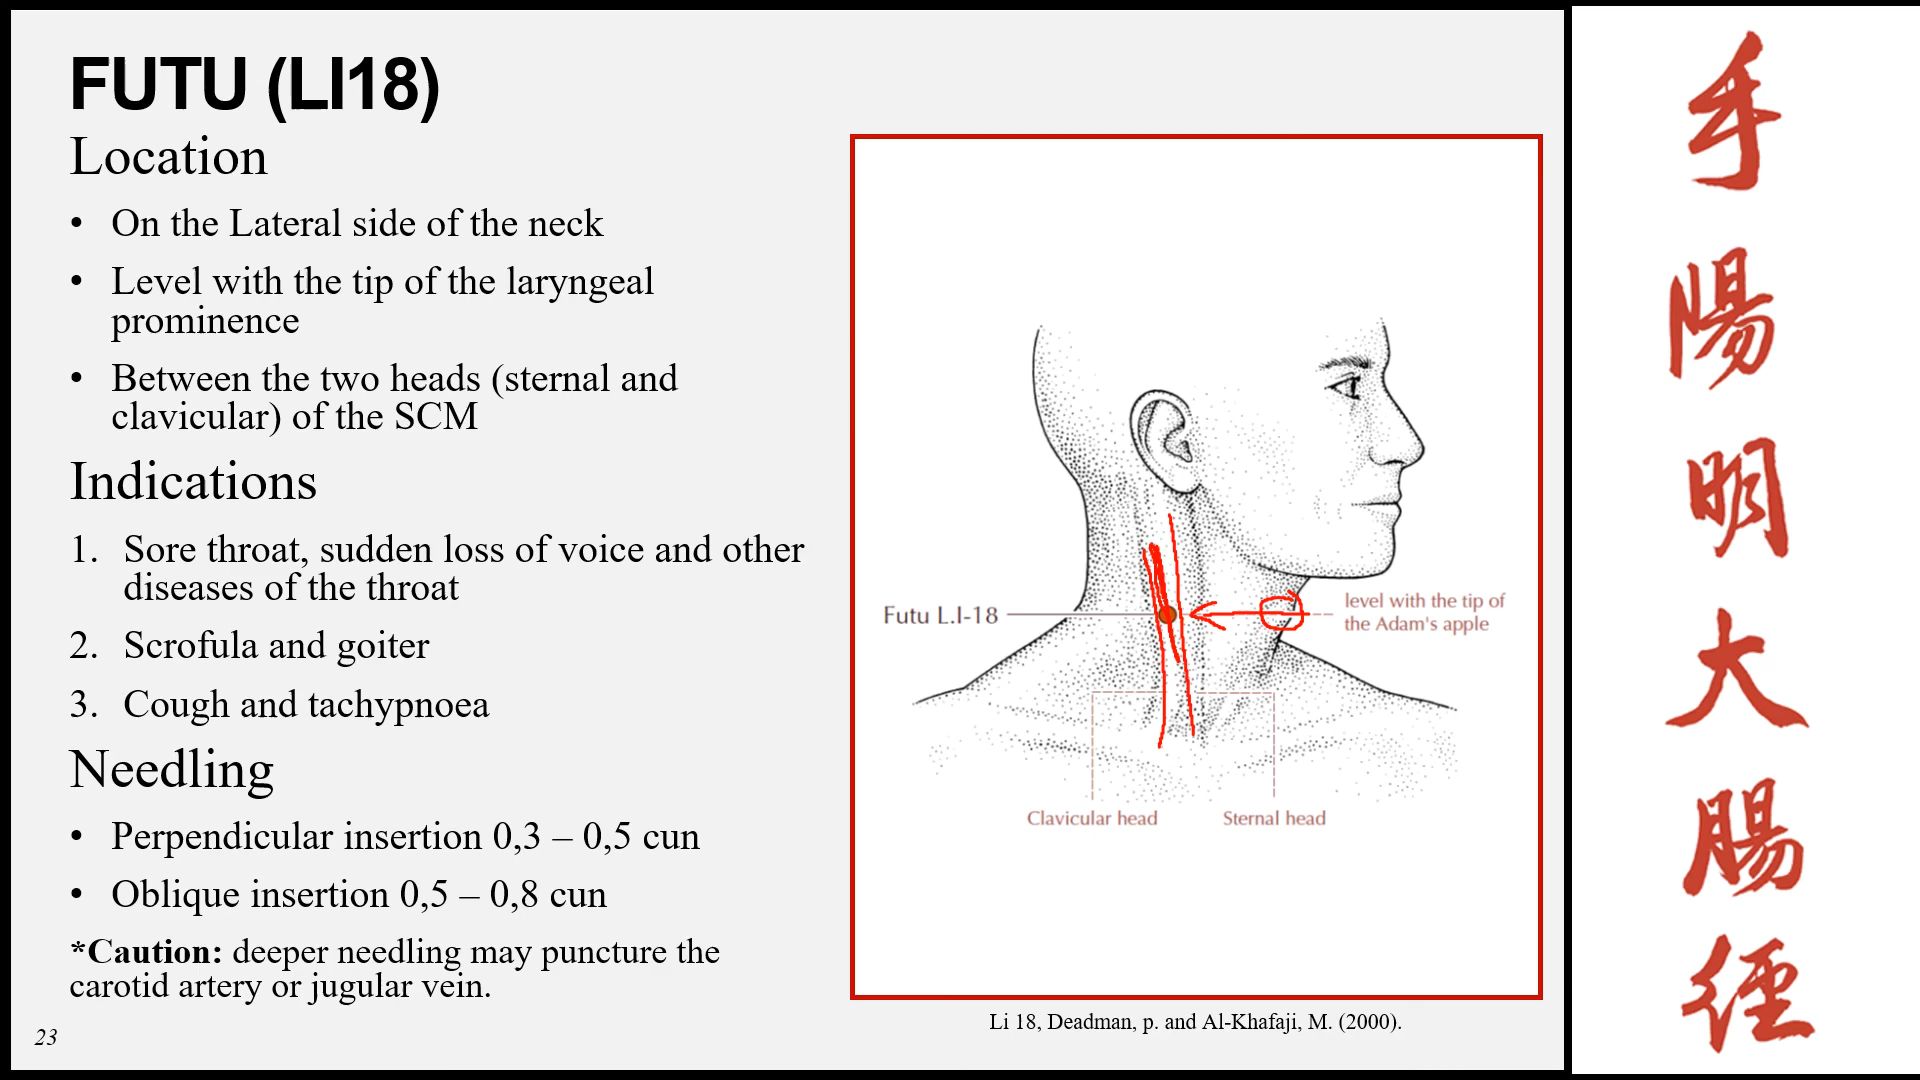 FUTU (LI18)
Location
• On the Lateral side of the neck
• Level with the tip of the laryngeal
prominence
• Between the two heads (sternal and
clavicular) of the SCM
Indications
1. Sore throat, sudden loss of voice and other
diseases of the throat
2. Scrofula and goiter
3. Cough and tachypnoea
Needling
• Perpendicular insertion 0,3 – 0,5 cun
• Oblique insertion 0,5 – 0,8 cun
*Caution: deeper needling may puncture the
carotid artery or jugular vein.
23
Futu L.I-18
level with the tip of
the Adam's apple
Clavicular head
Sternal head
Li 18, Deadman, p. and Al-Khafaji, M. (2000).
手
陽
明
大
腸
經